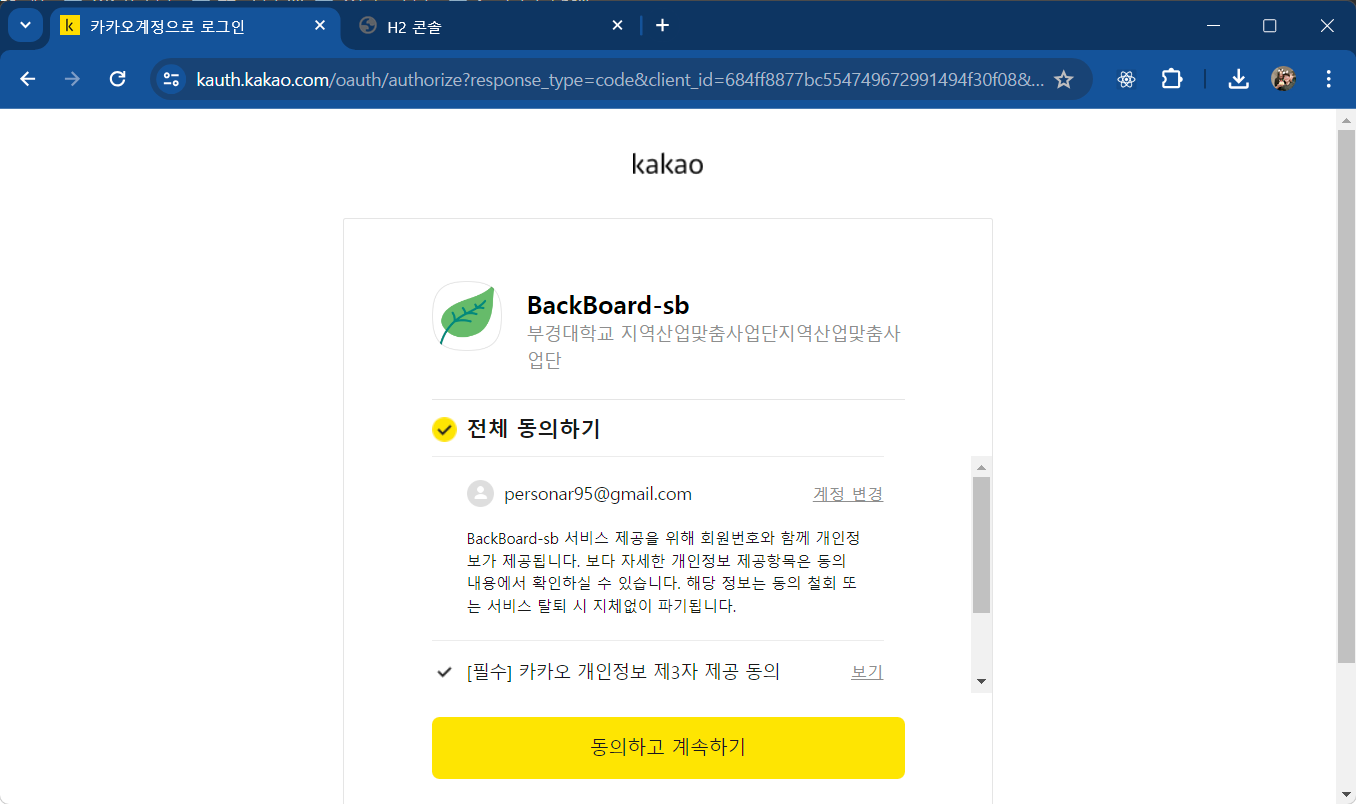 카카오계정으로 로그인
H2 콘솔
kauth.kakao.com/oauth/authorize?response_type=code&client_id=684ff8877bc554749672991494f30f08&...
kakao
BackBoard-sb
부경대학교 지역산업맞춤사업단지역산업맞춤사
업단
전체 동의하기
personar95@gmail.com 계정 변경
BackBoard-sb 서비스 제공을 위해 회원번호와 함께 개인정
보가 제공됩니다. 보다 자세한 개인정보 제공항목은 동의
내용에서 확인하실 수 있습니다. 해당 정보는 동의 철회 또
는 서비스 탈퇴 시 지체없이 파기됩니다.
[필수] 카카오 개인정보 제3자 제공 동의 보기
동의하고 계속하기